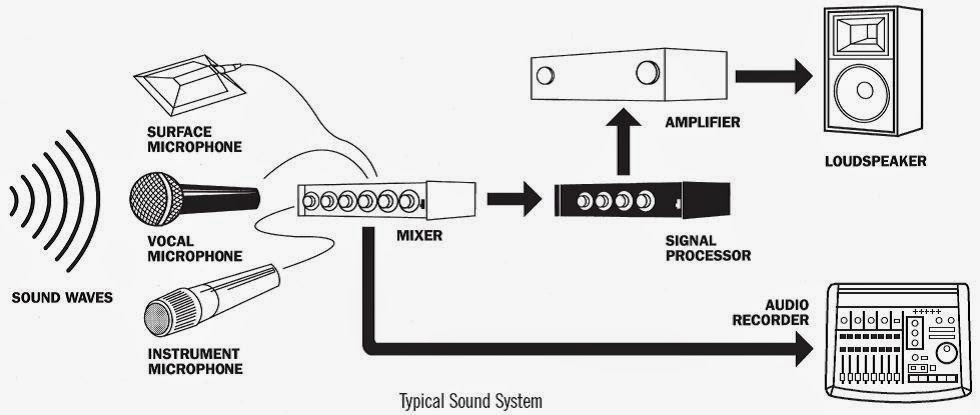 SURFACE
MICROPHONE
VOCAL
MICROPHONE
SOUND WAVES
INSTRUMENT
MICROPHONE
MIXER
AMPLIFIER
LOUDSPEAKER
SIGNAL
PROCESSOR
AUDIO
RECORDER
Typical Sound System